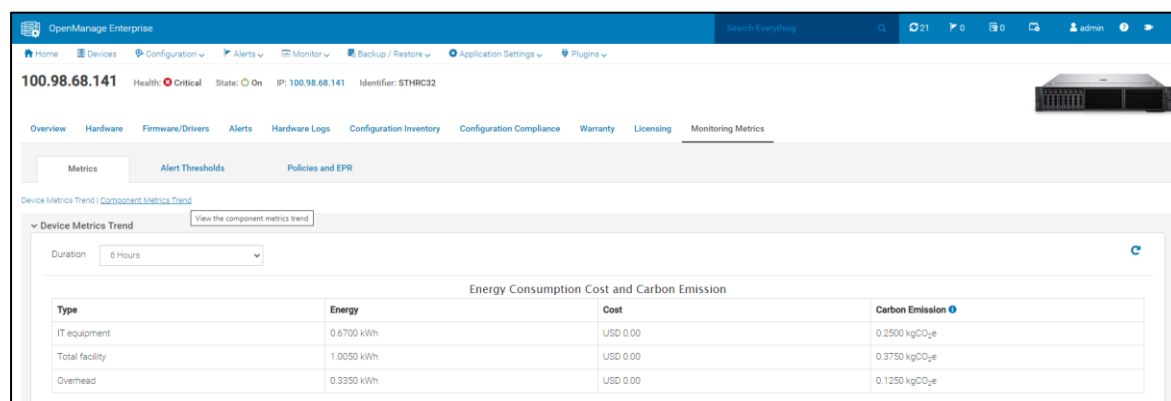 OpenManage Enterprise Search Everything 21 0 0 admin
Home Devices Configuration Alerts Monitor Backup / Restore Application Settings Plugins
100.98.68.141 Health: Critical State: On IP: 100.98.68.141 Identifier: STHRC32
Overview Hardware Firmware/Drivers Alerts Hardware Logs Configuration Inventory Configuration Compliance Warranty Licensing Monitoring Metrics
Metrics Alert Thresholds Policies and EPR
Device Metrics Trend | Component Metrics Trend
View the component metrics trend
Device Metrics Trend
Duration 6 Hours
Energy Consumption Cost and Carbon Emission
Type Energy Cost Carbon Emission
IT equipment 0.6700 kWh USD 0.00 0.2500 kgCO₂e
Total facility 1.0050 kWh USD 0.00 0.3750 kgCO₂e
Overhead 0.3350 kWh USD 0.00 0.1250 kgCO₂e